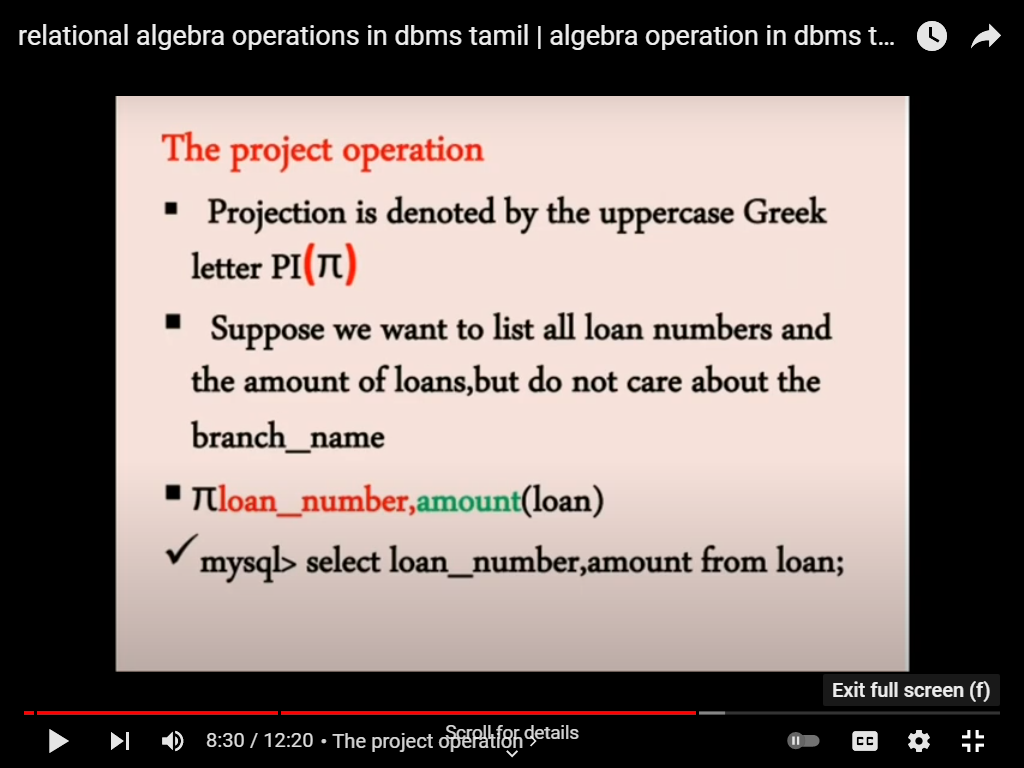 relational algebra operations in dbms tamil | algebra operation in dbms t...
The project operation
▪ Projection is denoted by the uppercase Greek
letter PI(π)
▪ Suppose we want to list all loan numbers and
the amount of loans,but do not care about the
branch_name
▪ πloan_number,amount(loan)
✓ mysql> select loan_number,amount from loan;
Exit full screen (f)
8:30 / 12:20 • The project operation ›
Scroll for details
CC